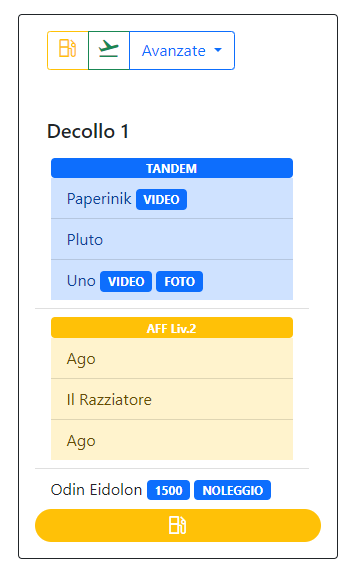 Avanzate
Decollo 1
TANDEM
Paperinik VIDEO
Pluto
Uno VIDEO FOTO
AFF Liv.2
Ago
Il Razziatore
Ago
Odin Eidolon 1500 NOLEGGIO